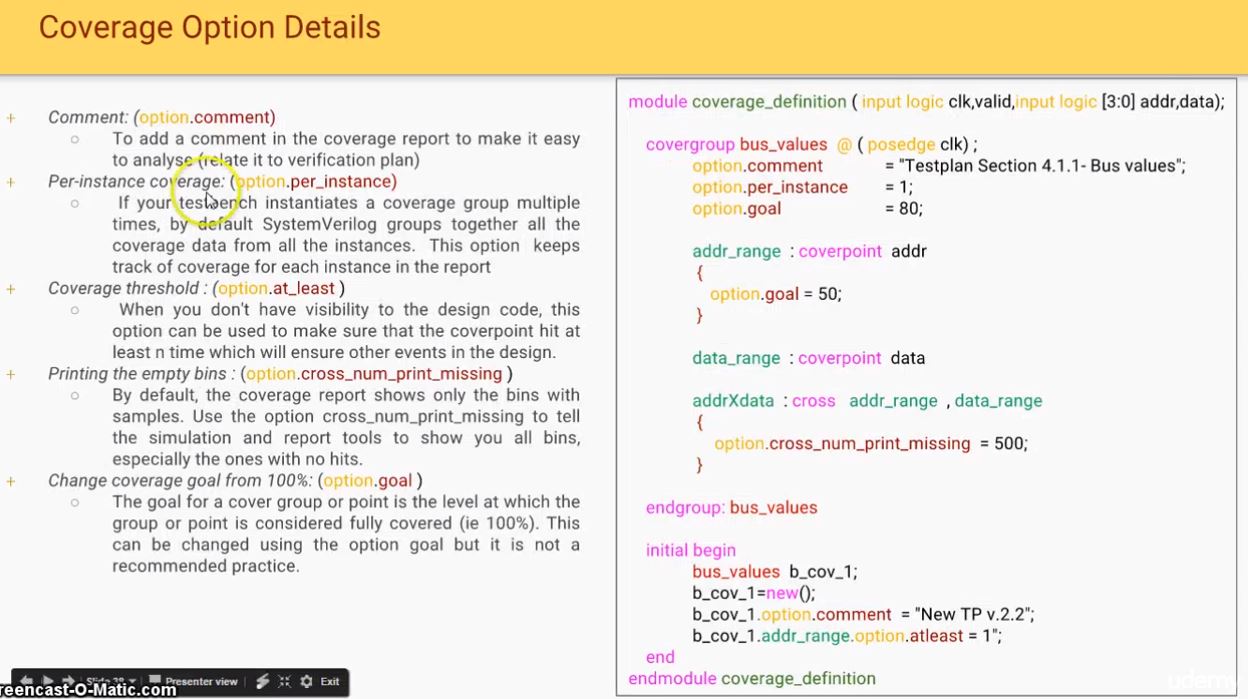 Coverage Option Details
+ Comment: (option.comment)
○ To add a comment in the coverage report to make it easy
to analyse (relate it to verification plan)
+ Per-instance coverage: (option.per_instance)
○ If your testbench instantiates a coverage group multiple
times, by default SystemVerilog groups together all the
coverage data from all the instances. This option keeps
track of coverage for each instance in the report
+ Coverage threshold : (option.at_least )
○ When you don't have visibility to the design code, this
option can be used to make sure that the coverpoint hit at
least n time which will ensure other events in the design.
+ Printing the empty bins : (option.cross_num_print_missing )
○ By default, the coverage report shows only the bins with
samples. Use the option cross_num_print_missing to tell
the simulation and report tools to show you all bins,
especially the ones with no hits.
+ Change coverage goal from 100%: (option.goal )
○ The goal for a cover group or point is the level at which the
group or point is considered fully covered (ie 100%). This
can be changed using the option goal but it is not a
recommended practice.
module coverage_definition ( input logic clk,valid,input logic [3:0] addr,data);
covergroup bus_values @ ( posedge clk) ;
option.comment = "Testplan Section 4.1.1- Bus values";
option.per_instance = 1;
option.goal = 80;
addr_range : coverpoint addr
{
option.goal = 50;
}
data_range : coverpoint data
addrXdata : cross addr_range , data_range
{
option.cross_num_print_missing = 500;
}
endgroup: bus_values
initial begin
bus_values b_cov_1;
b_cov_1=new();
b_cov_1.option.comment = "New TP v.2.2";
b_cov_1.addr_range.option.atleast = 1";
end
endmodule coverage_definition
Slide 38 Presenter view Exit
reencast-O-Matic.com
udemy